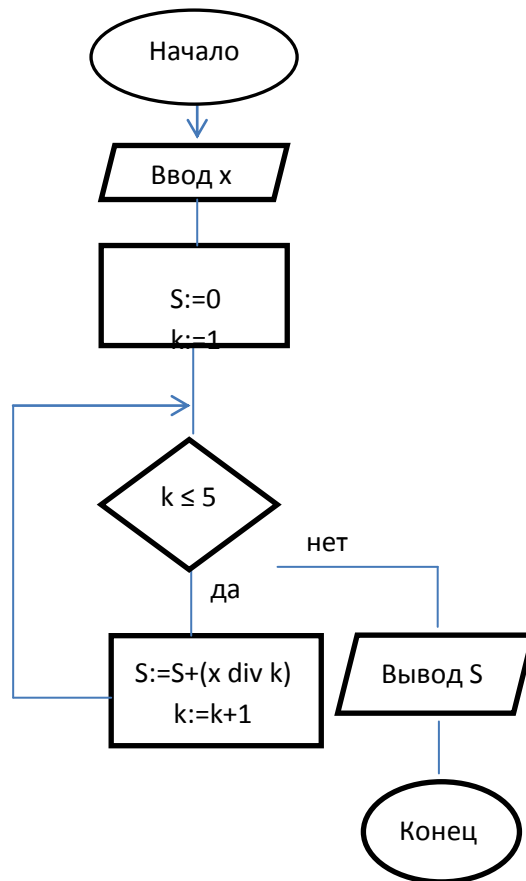 Начало
Ввод x
S:=0
k:=1
k ≤ 5
нет
да
S:=S+(x div k)
k:=k+1
Вывод S
Конец